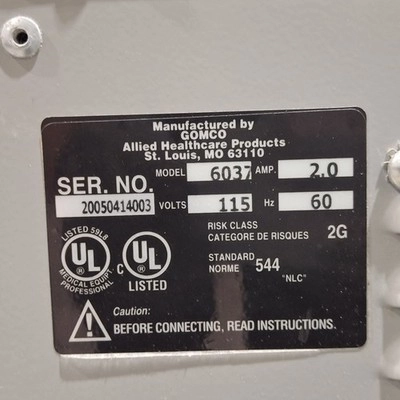 Manufactured by
GOMCO
Allied Healthcare Products
St. Louis, MO 63110
MODEL 6037 AMP. 2.0
SER. NO.
20050414003 VOLTS 115 Hz 60
RISK CLASS
CATEGORE DE RISQUES 2G
LISTED 59L8
UL
MEDICAL EQUIPT.
PROFESSIONAL
C UL
LISTED
STANDARD
NORME 544
"NLC"
Caution:
BEFORE CONNECTING, READ INSTRUCTIONS.